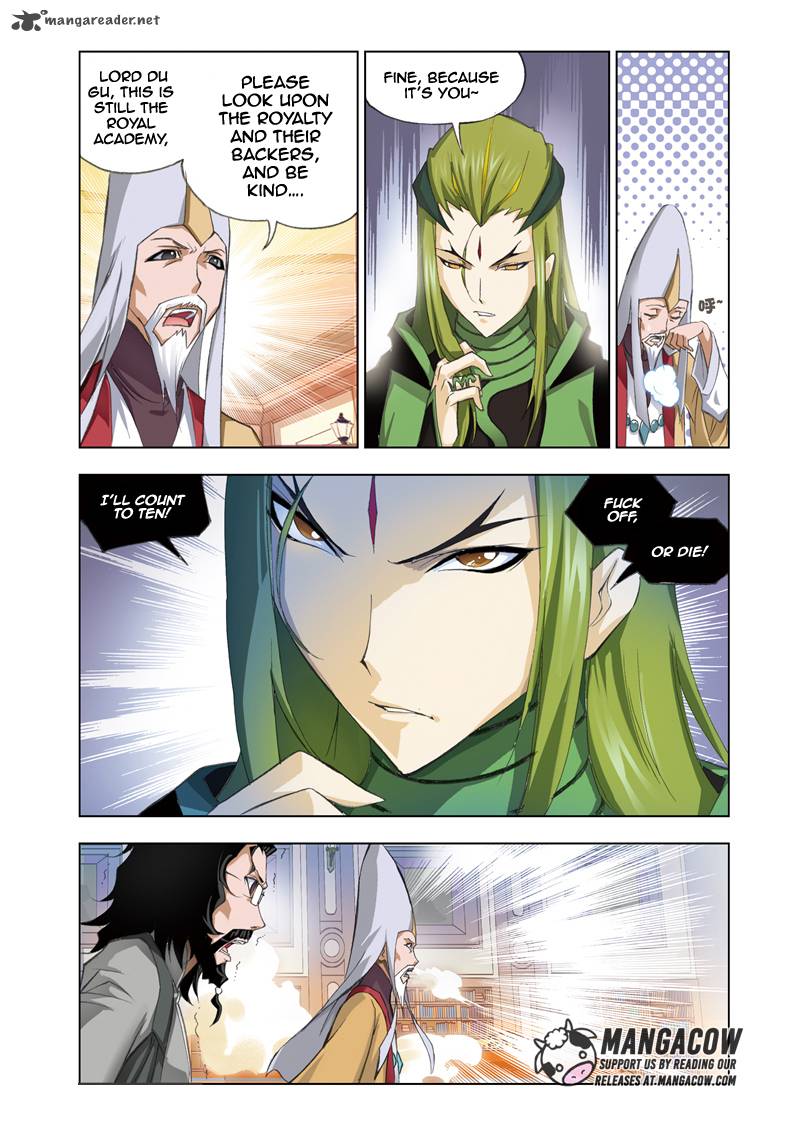 mangareader.net
LORD DU
GU, THIS IS
STILL THE
ROYAL
ACADEMY,
PLEASE
LOOK UPON
THE ROYALTY
AND THEIR
BACKERS,
AND BE
KIND....
FINE, BECAUSE
IT'S YOU~
呼~
I'LL COUNT
TO TEN!
FUCK
OFF,
OR DIE!
MANGACOW
SUPPORT US BY READING OUR
RELEASES AT MANGACOW.COM